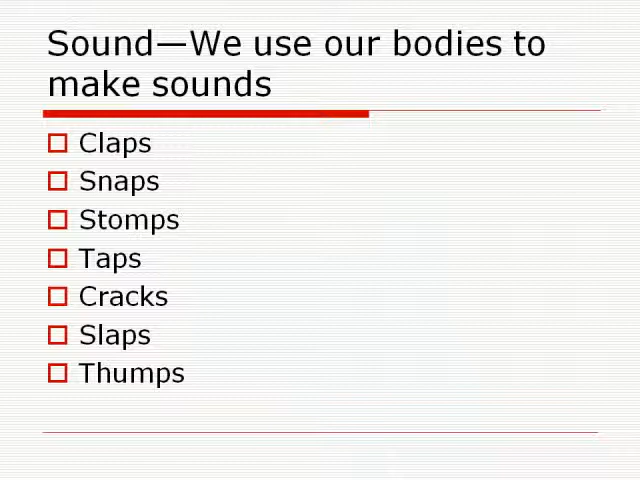 Sound—We use our bodies to
make sounds
Claps
Snaps
Stomps
Taps
Cracks
Slaps
Thumps